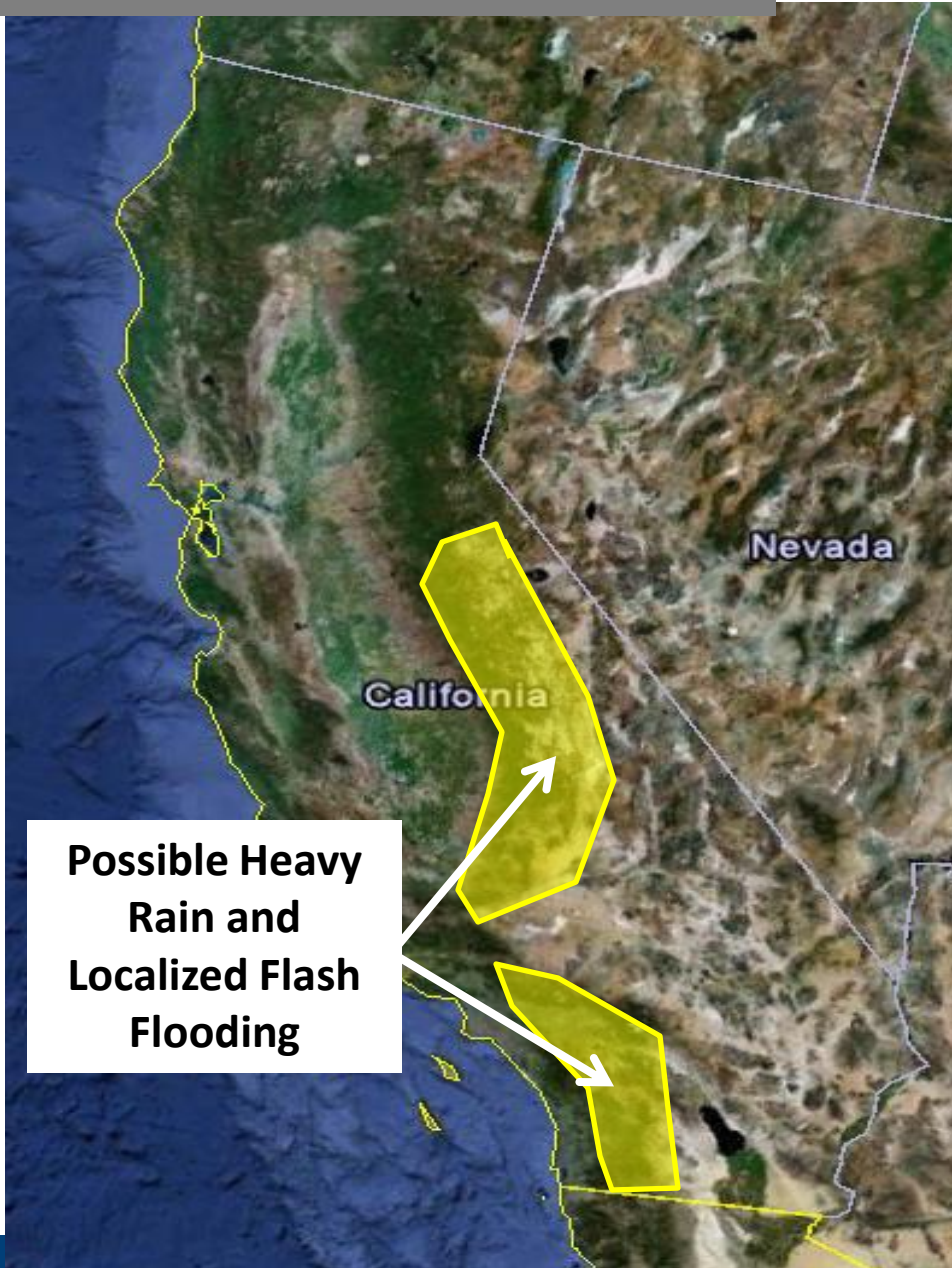 Nevada
California
Possible Heavy
Rain and
Localized Flash
Flooding